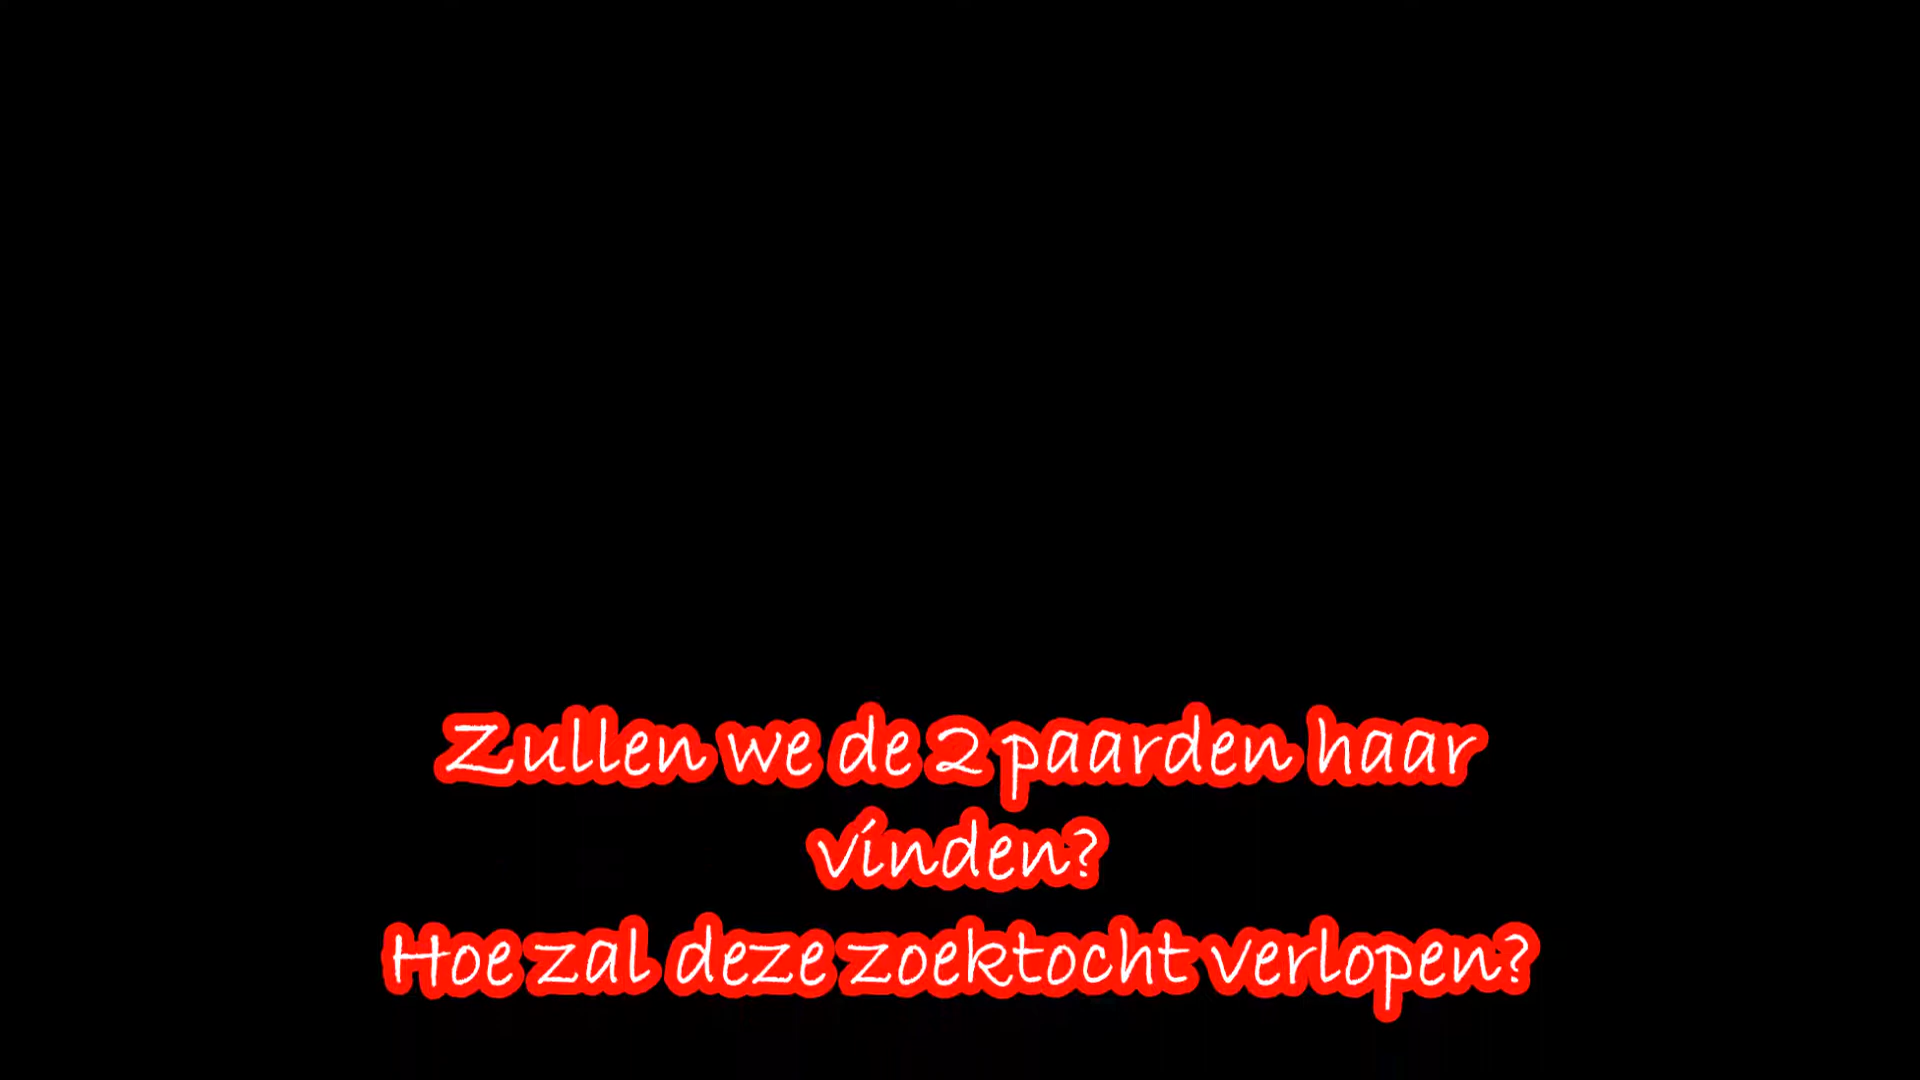 Zullen we de 2 paarden haar
vinden?
Hoe zal deze zoektocht verlopen?